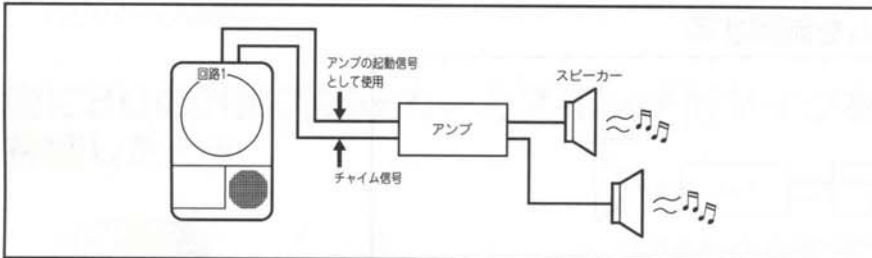 回路1
アンプの起動信号
として使用
スピーカー
アンプ
チャイム信号